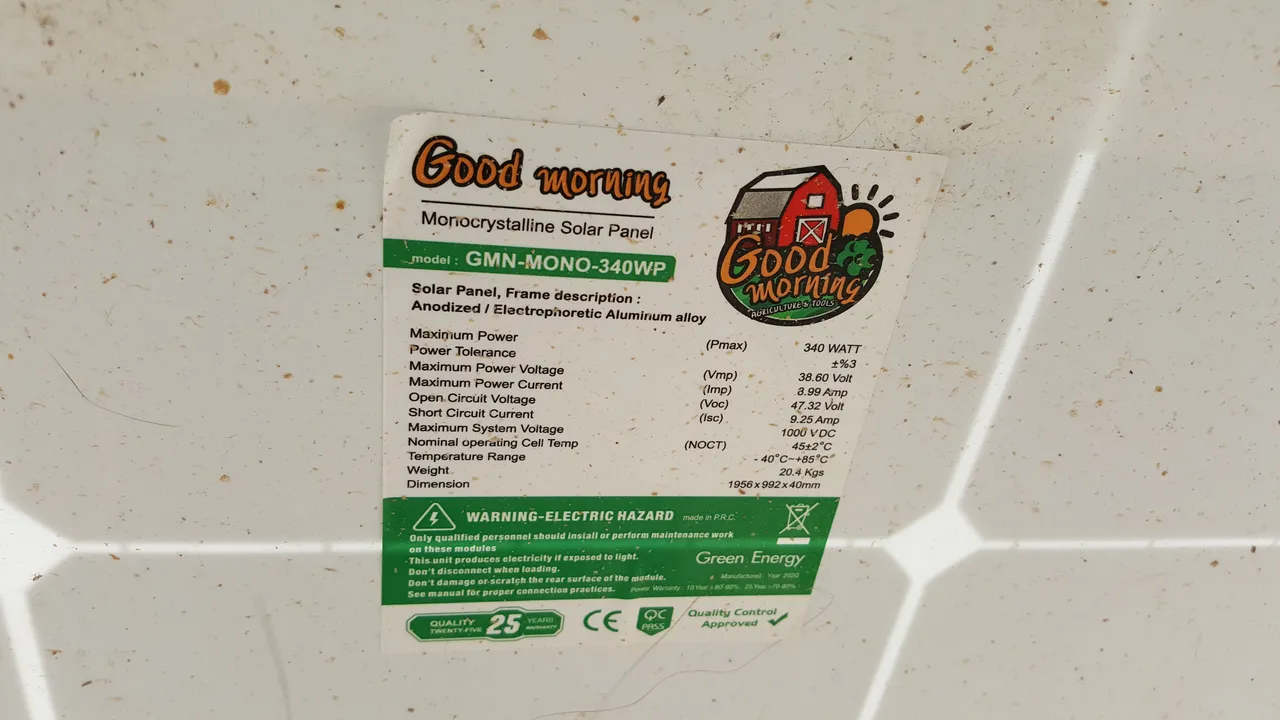 Good morning
Monocrystalline Solar Panel
model : GMN-MONO-340WP
Good
morning
AGRICULTURE & TOOLS
Solar Panel, Frame description :
Anodized / Electrophoretic Aluminum alloy
Maximum Power (Pmax) 340 WATT
Power Tolerance ±%3
Maximum Power Voltage (Vmp) 38.60 Volt
Maximum Power Current (Imp) 8.99 Amp
Open Circuit Voltage (Voc) 47.32 Volt
Short Circuit Current (Isc) 9.25 Amp
Maximum System Voltage 1000 VDC
Nominal operating Cell Temp (NOCT) 45±2°C
Temperature Range - 40°C~+85°C
Weight 20.4 Kgs
Dimension 1956x992x40mm
WARNING-ELECTRIC HAZARD made in P.R.C.
Only qualified personnel should install or perform maintenance work
on these modules
This unit produces electricity if exposed to light.
Don't disconnect when loading.
Don't damage or scratch the rear surface of the module.
See manual for proper connection practices.
Green Energy
Manufactured : Year 2020
Power Warranty : 10 Year
QUALITY
TWENTY-FIVE
25
YEARS
WARRANTY
CE
QC
PASS
Quality Control
Approved